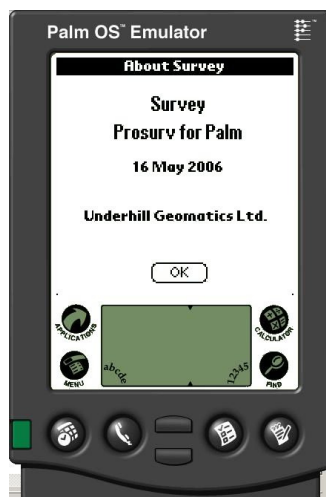 Palm OS™ Emulator
About Survey
Survey
Prosurv for Palm
16 May 2006
Underhill Geomatics Ltd.
OK
APPLICATIONS
CALCULATOR
MENU
abcde
12345
FIND